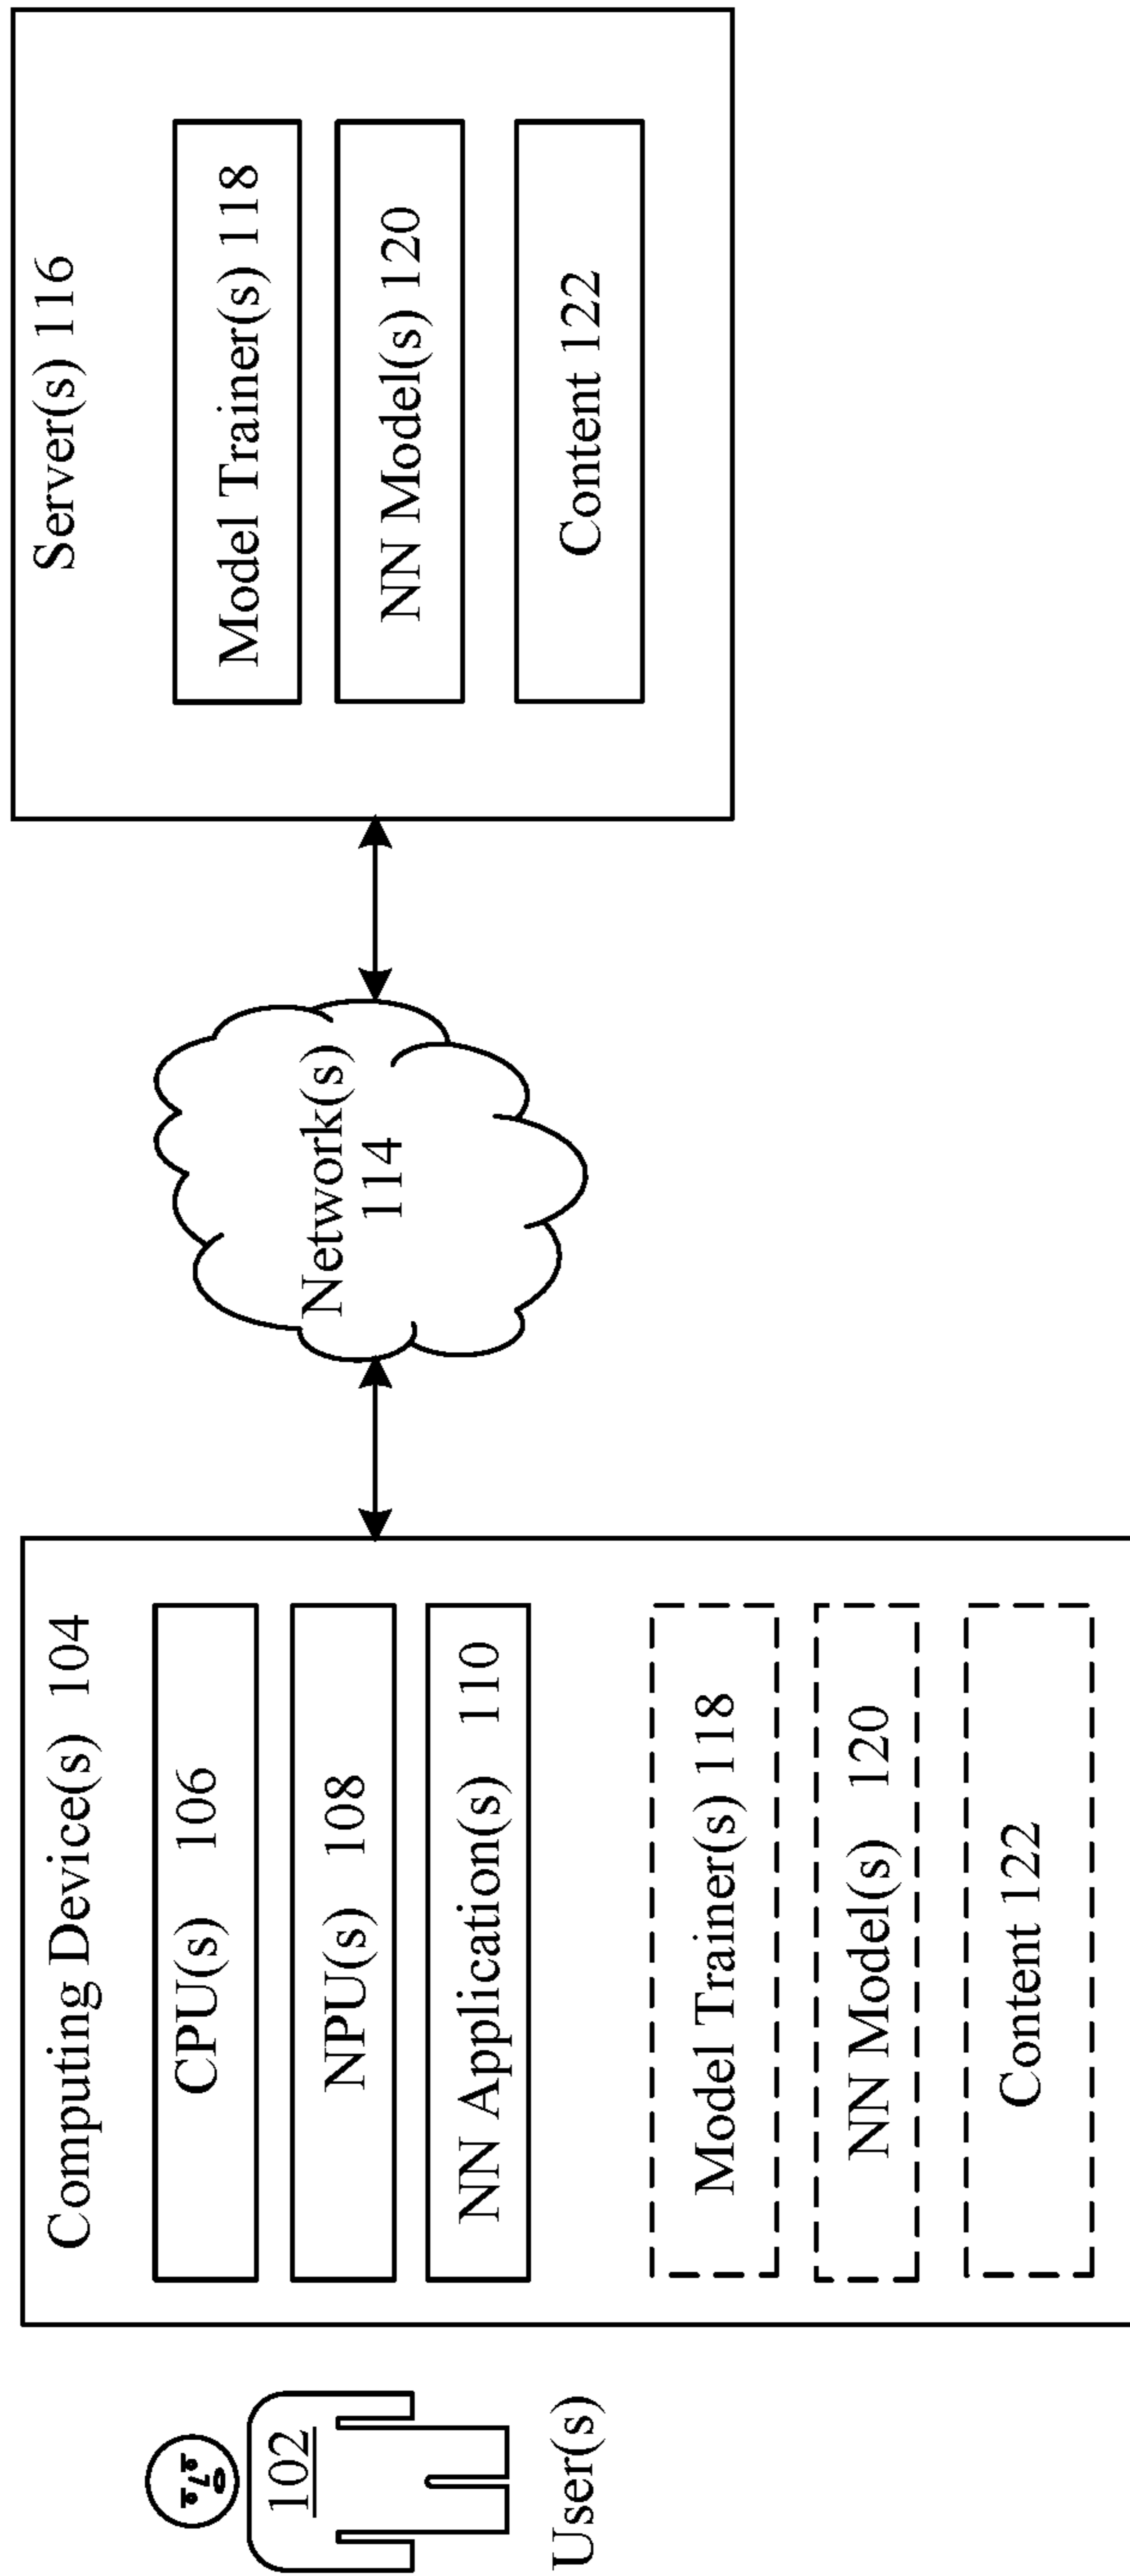 102
User(s)
Computing Device(s) 104
CPU(s) 106
NPU(s) 108
NN Application(s) 110
Model Trainer(s) 118
NN Model(s) 120
Content 122
Network(s)
114
Server(s) 116
Model Trainer(s) 118
NN Model(s) 120
Content 122